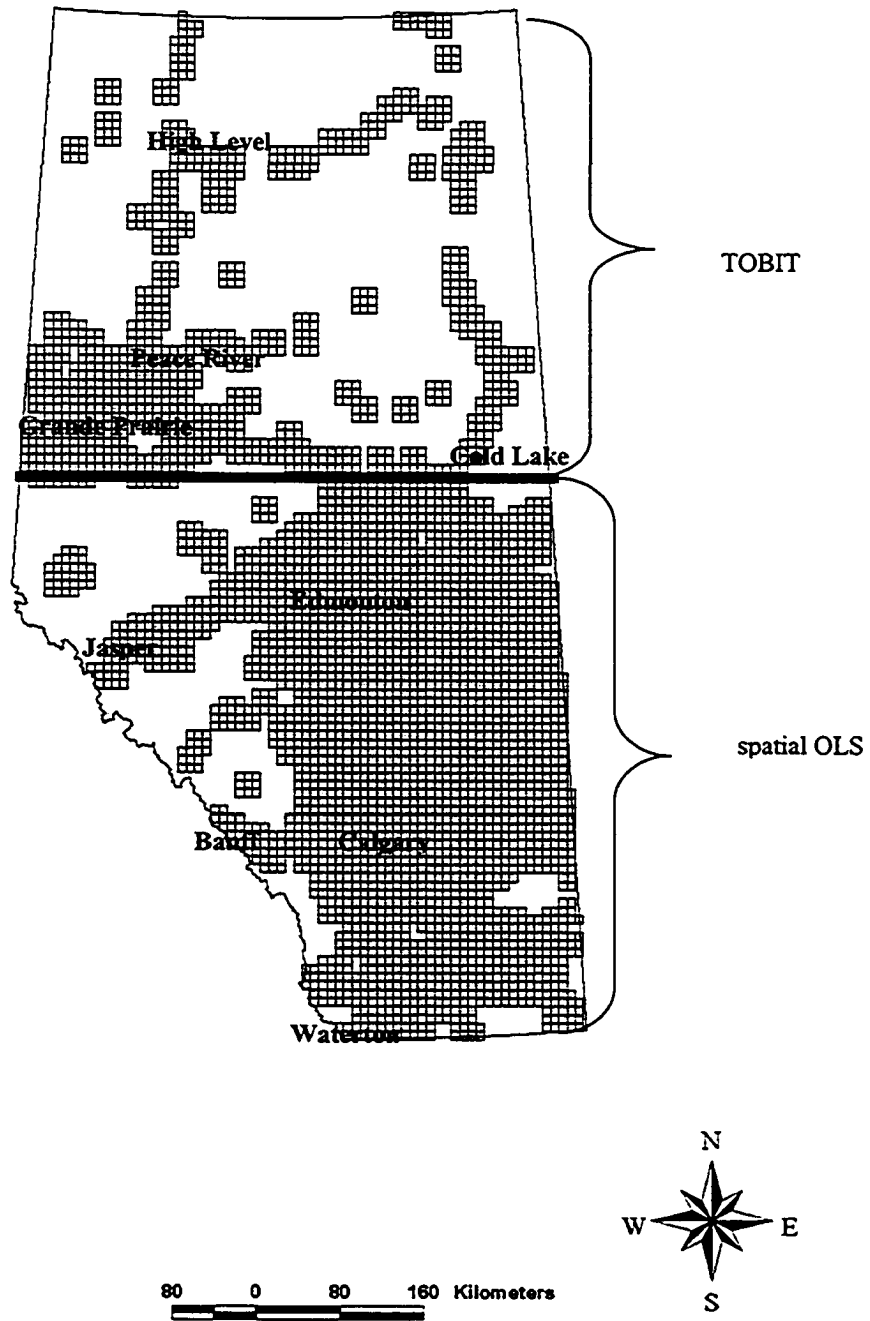 High Level
TOBIT
Peace River
Grande Prairie
Cold Lake
Edmonton
Jasper
spatial OLS
Banff
Calgary
Waterton
N
W
E
S
80 0 80 160 Kilometers